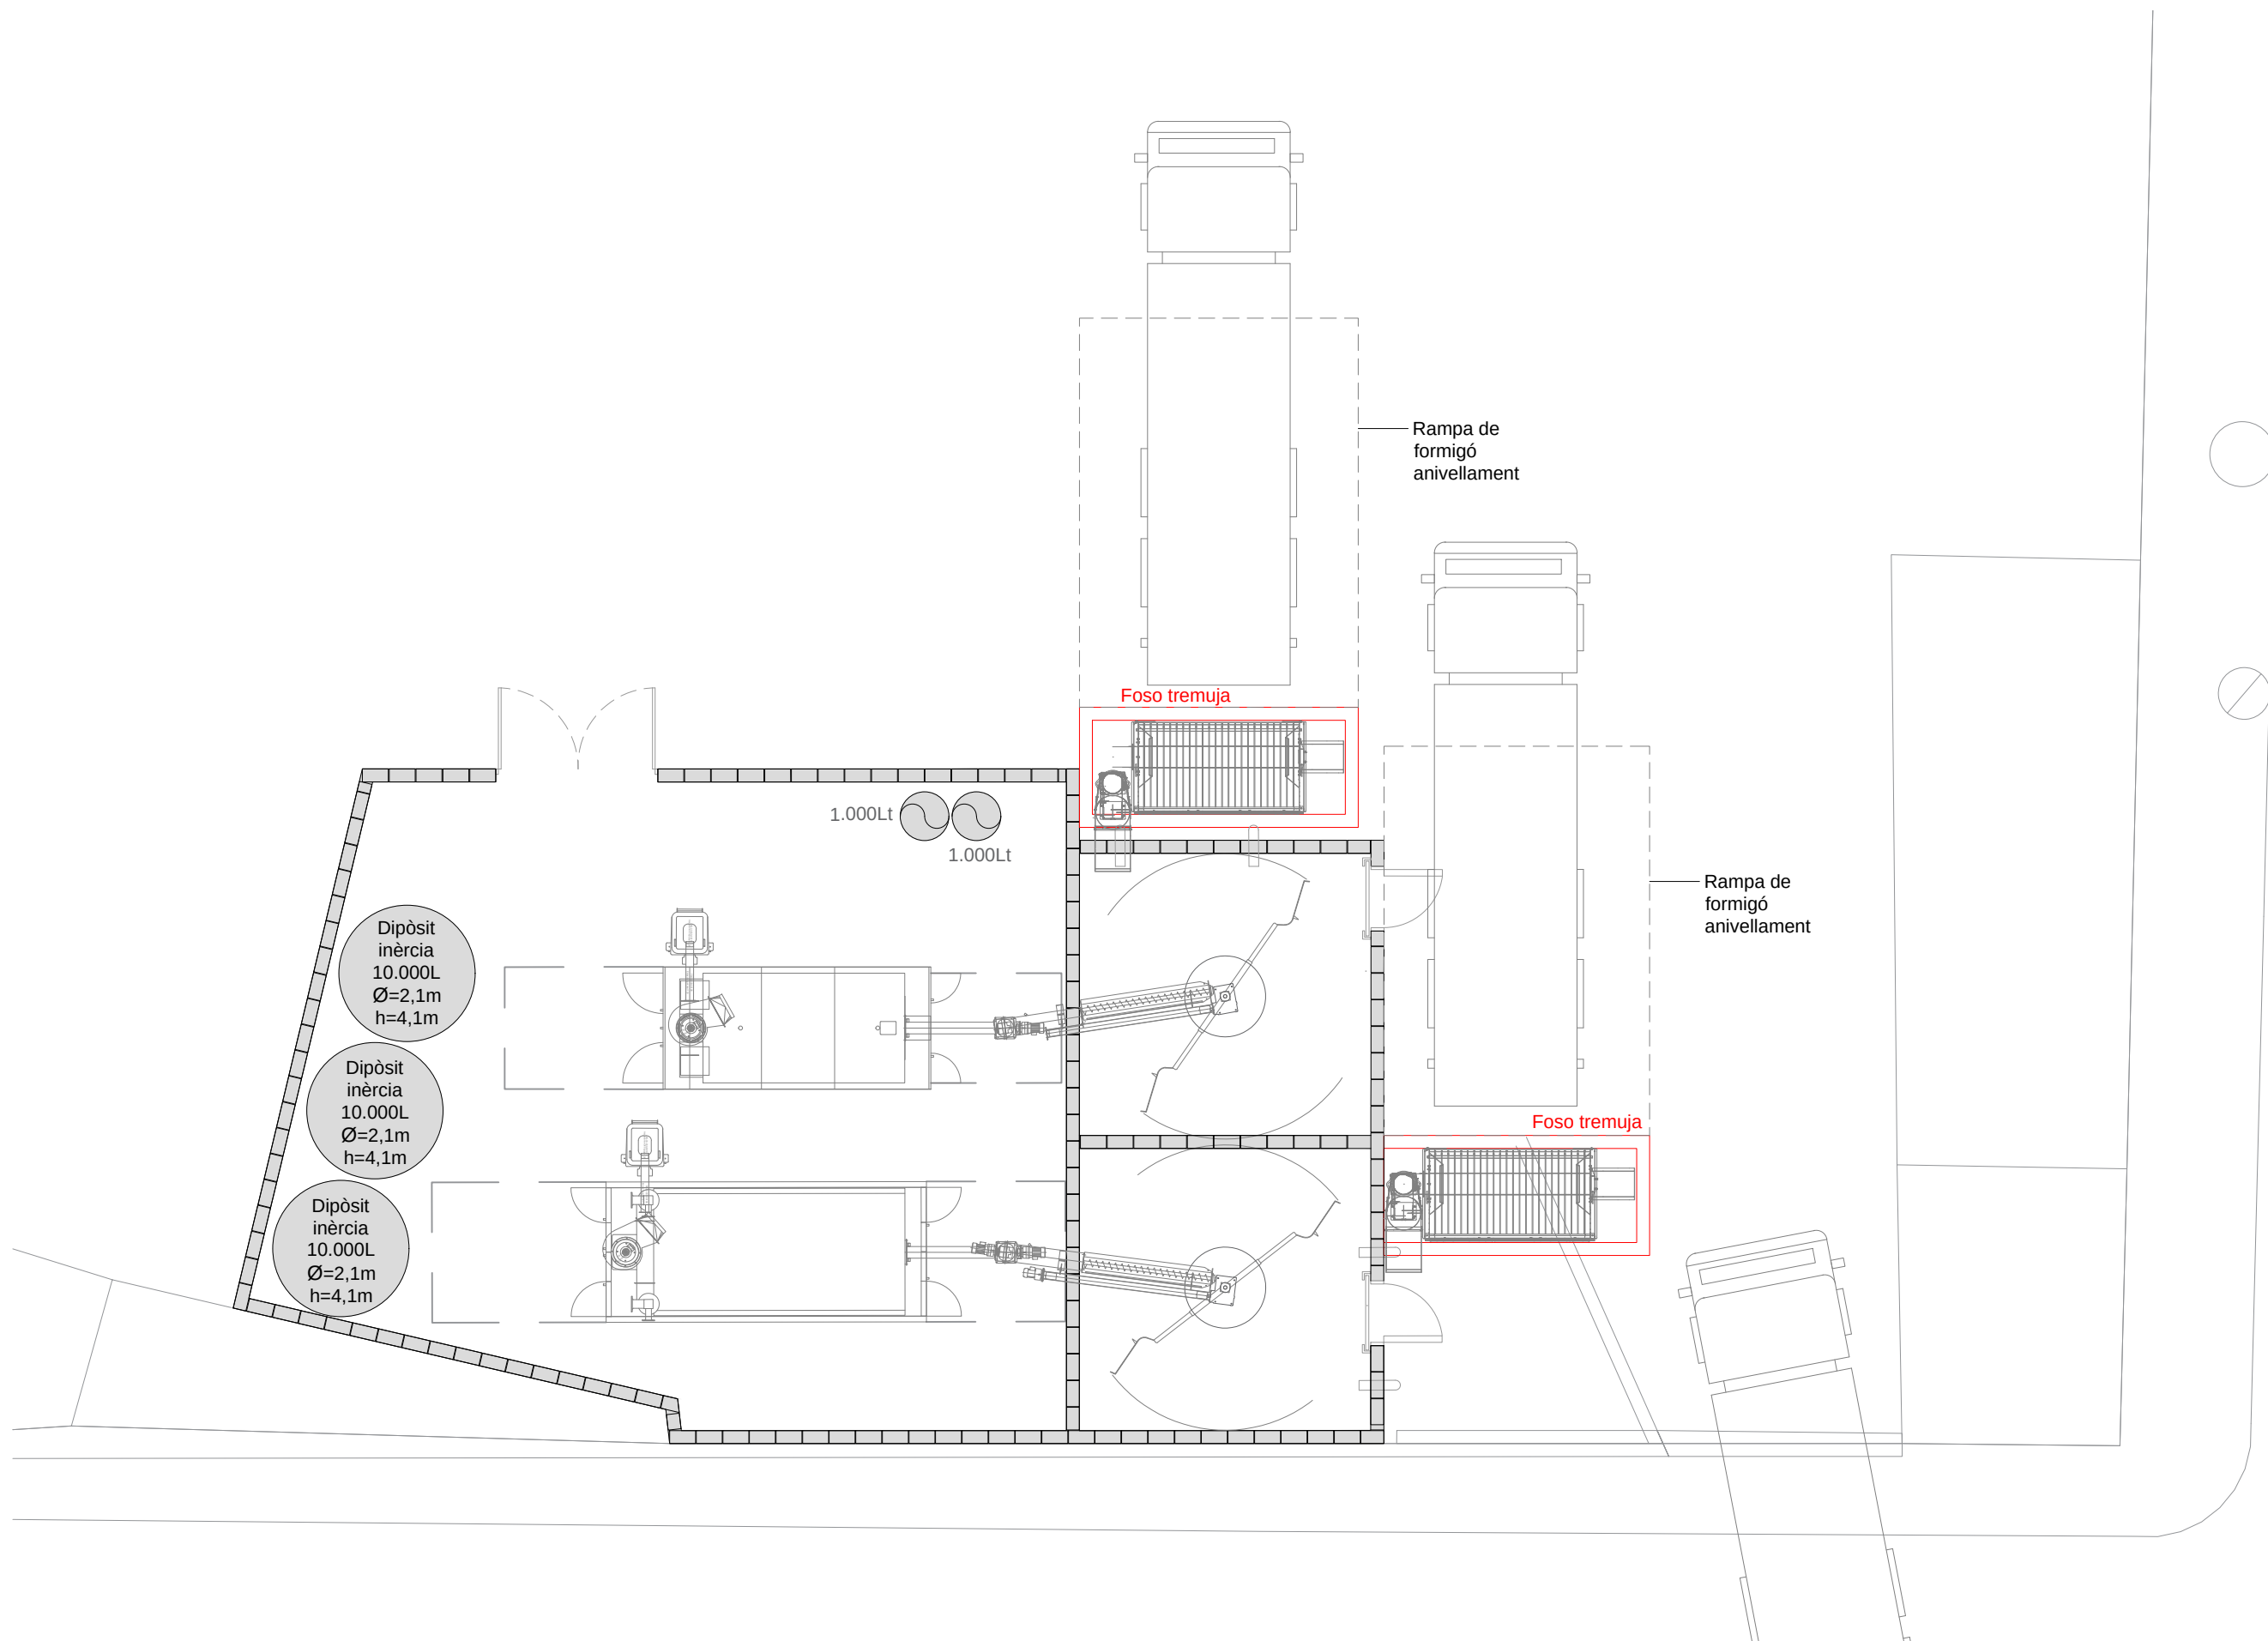 Rampa de
formigó
anivellament
Foso tremuja
1.000Lt
1.000Lt
Rampa de
formigó
anivellament
Dipòsit
inèrcia
10.000L
Ø=2,1m
h=4,1m
Dipòsit
inèrcia
10.000L
Ø=2,1m
h=4,1m
Foso tremuja
Dipòsit
inèrcia
10.000L
Ø=2,1m
h=4,1m